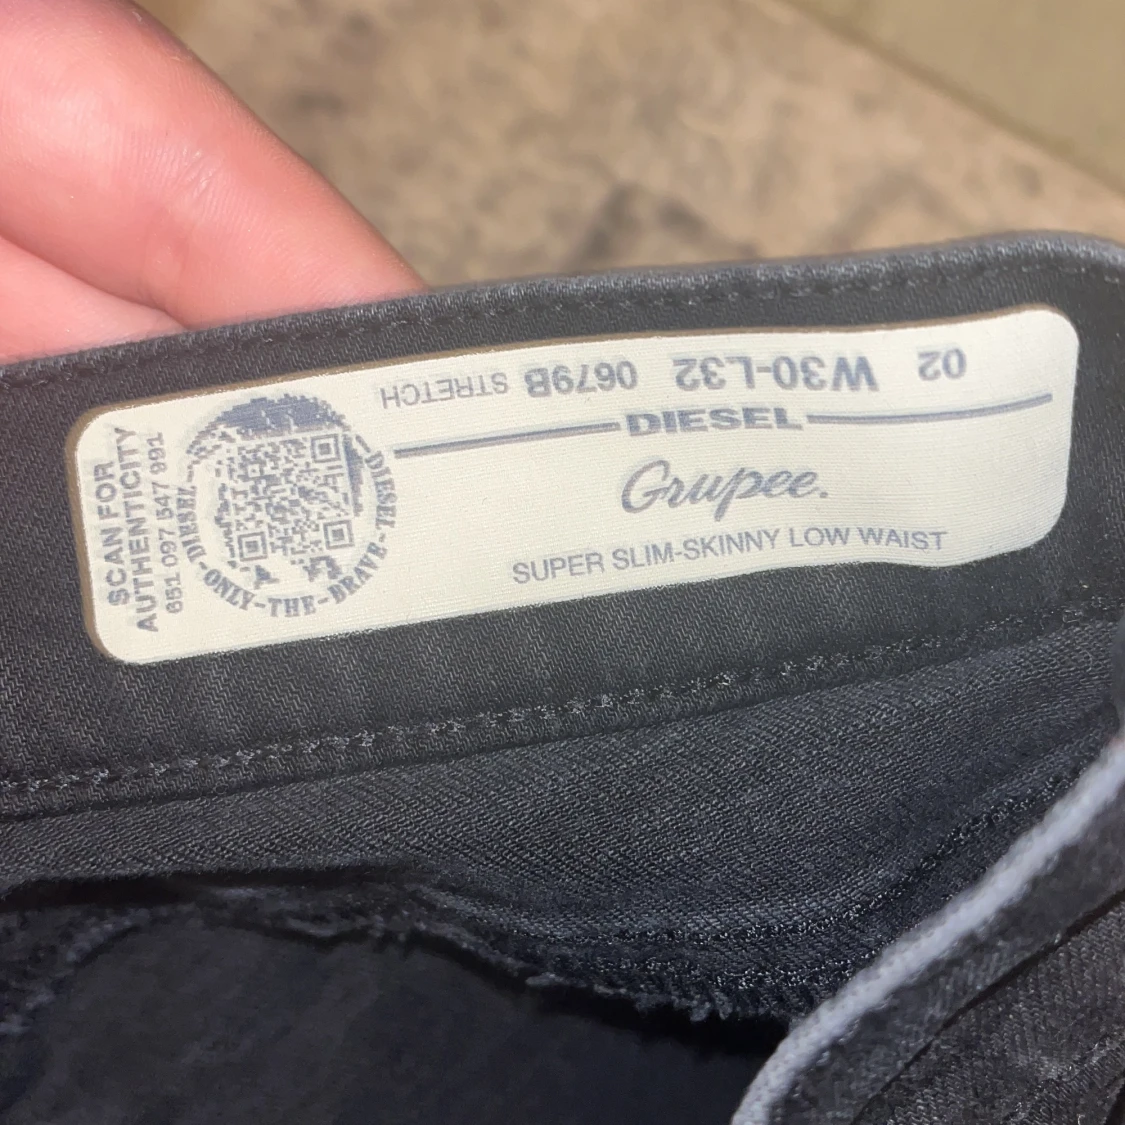 SCAN FOR
AUTHENTICITY
651 097 547 991
DIESEL-ONLY-THE-BRAVE-DIESEL
02 W30-L32 0679B STRETCH
DIESEL
Grupee.
SUPER SLIM-SKINNY LOW WAIST